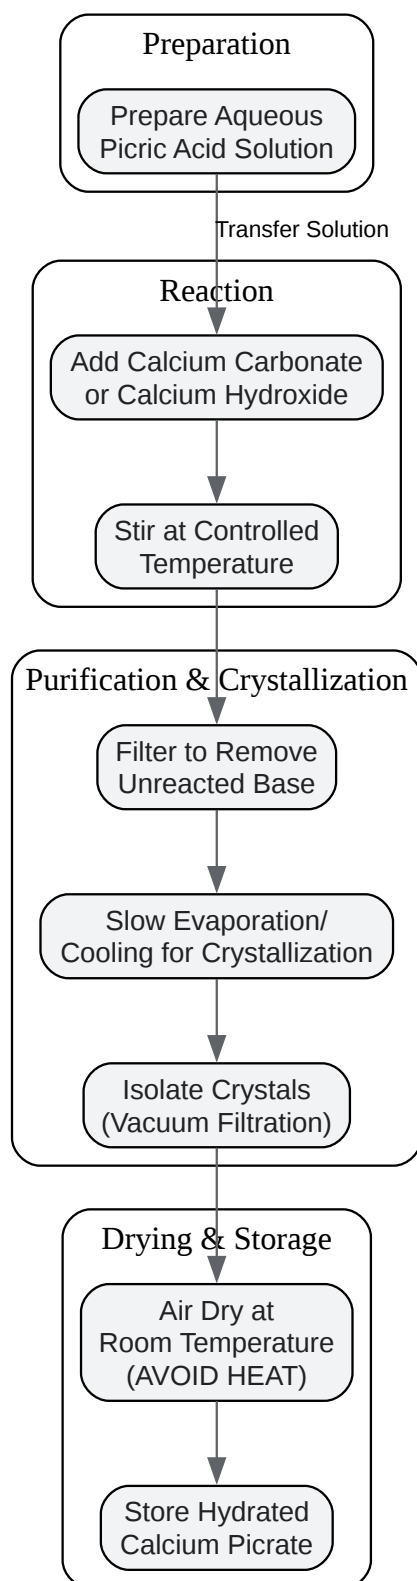 Preparation
Prepare Aqueous
Picric Acid Solution
Transfer Solution
Reaction
Add Calcium Carbonate
or Calcium Hydroxide
Stir at Controlled
Temperature
Purification & Crystallization
Filter to Remove
Unreacted Base
Slow Evaporation/
Cooling for Crystallization
Isolate Crystals
(Vacuum Filtration)
Drying & Storage
Air Dry at
Room Temperature
(AVOID HEAT)
Store Hydrated
Calcium Picrate